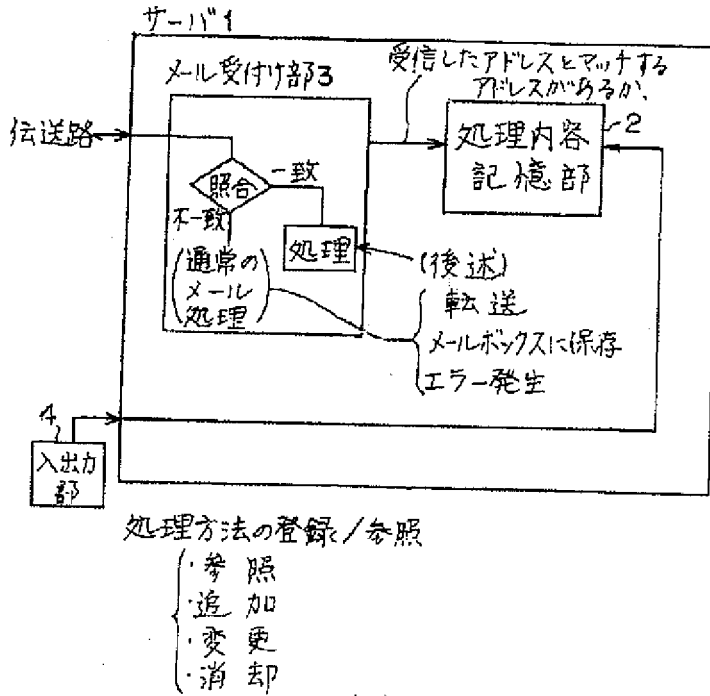 サーバ1
メール受付け部3
受信したアドレスとマッチする
アドレスがあるか、
伝送路
2
処理内容
記憶部
照合
一致
不一致
処理
(後述)
(通常の
メール
処理)
転送
メールボックスに保存
エラー発生
4
入出力
部
処理方法の登録/参照
・参照
・追加
・変更
・消却